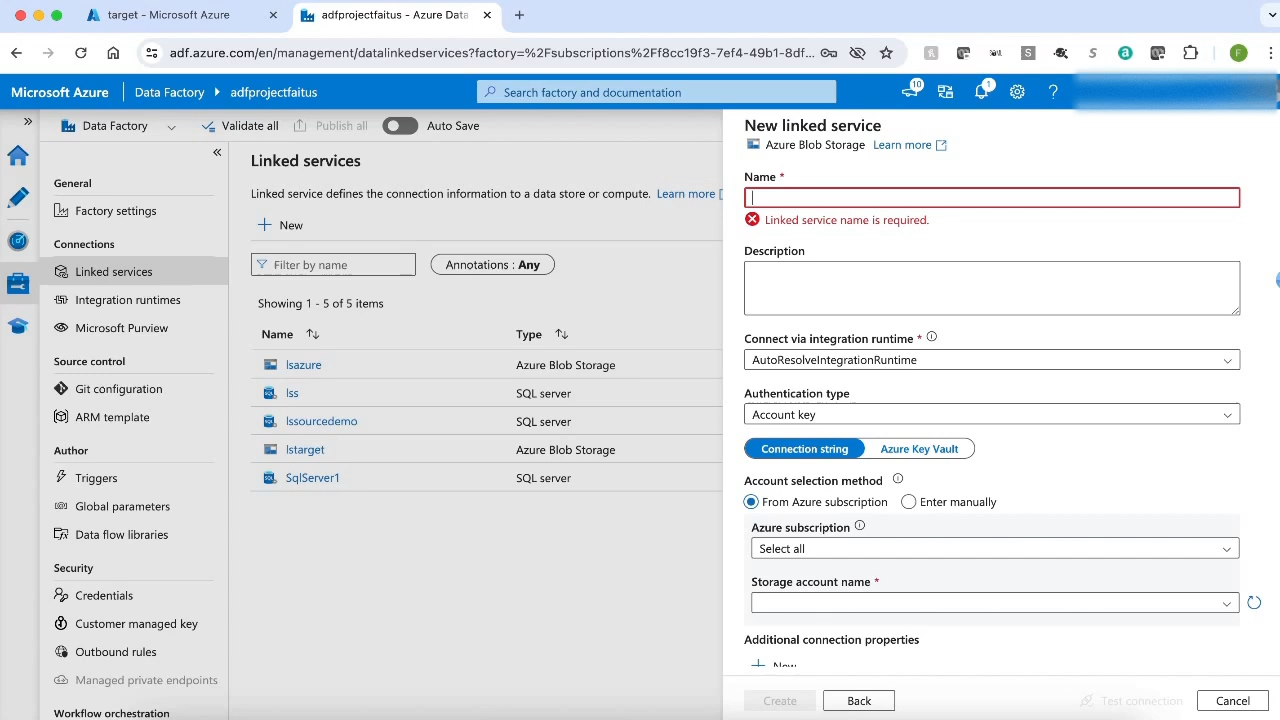 target - Microsoft Azure
adfprojectfaitus - Azure Data
adf.azure.com/en/management/datalinkedservices?factory=%2Fsubscriptions%2Ff8cc19f3-7ef4-49b1-8df...
F
Microsoft Azure
Data Factory
adfprojectfaitus
Search factory and documentation
10
1
Data Factory
Validate all
Publish all
Auto Save
General
Factory settings
Connections
Linked services
Integration runtimes
Microsoft Purview
Source control
Git configuration
ARM template
Author
Triggers
Global parameters
Data flow libraries
Security
Credentials
Customer managed key
Outbound rules
Managed private endpoints
Workflow orchestration
Linked services
Linked service defines the connection information to a data store or compute. Learn more
New
Filter by name
Annotations : Any
Showing 1 - 5 of 5 items
Name Type
lsazure Azure Blob Storage
lss SQL server
lssourcedemo SQL server
lstarget Azure Blob Storage
SqlServer1 SQL server
New linked service
Azure Blob Storage Learn more
Name *
Linked service name is required.
Description
Connect via integration runtime *
AutoResolveIntegrationRuntime
Authentication type
Account key
Connection string Azure Key Vault
Account selection method
From Azure subscription Enter manually
Azure subscription
Select all
Storage account name *
Additional connection properties
New
Create Back Test connection Cancel